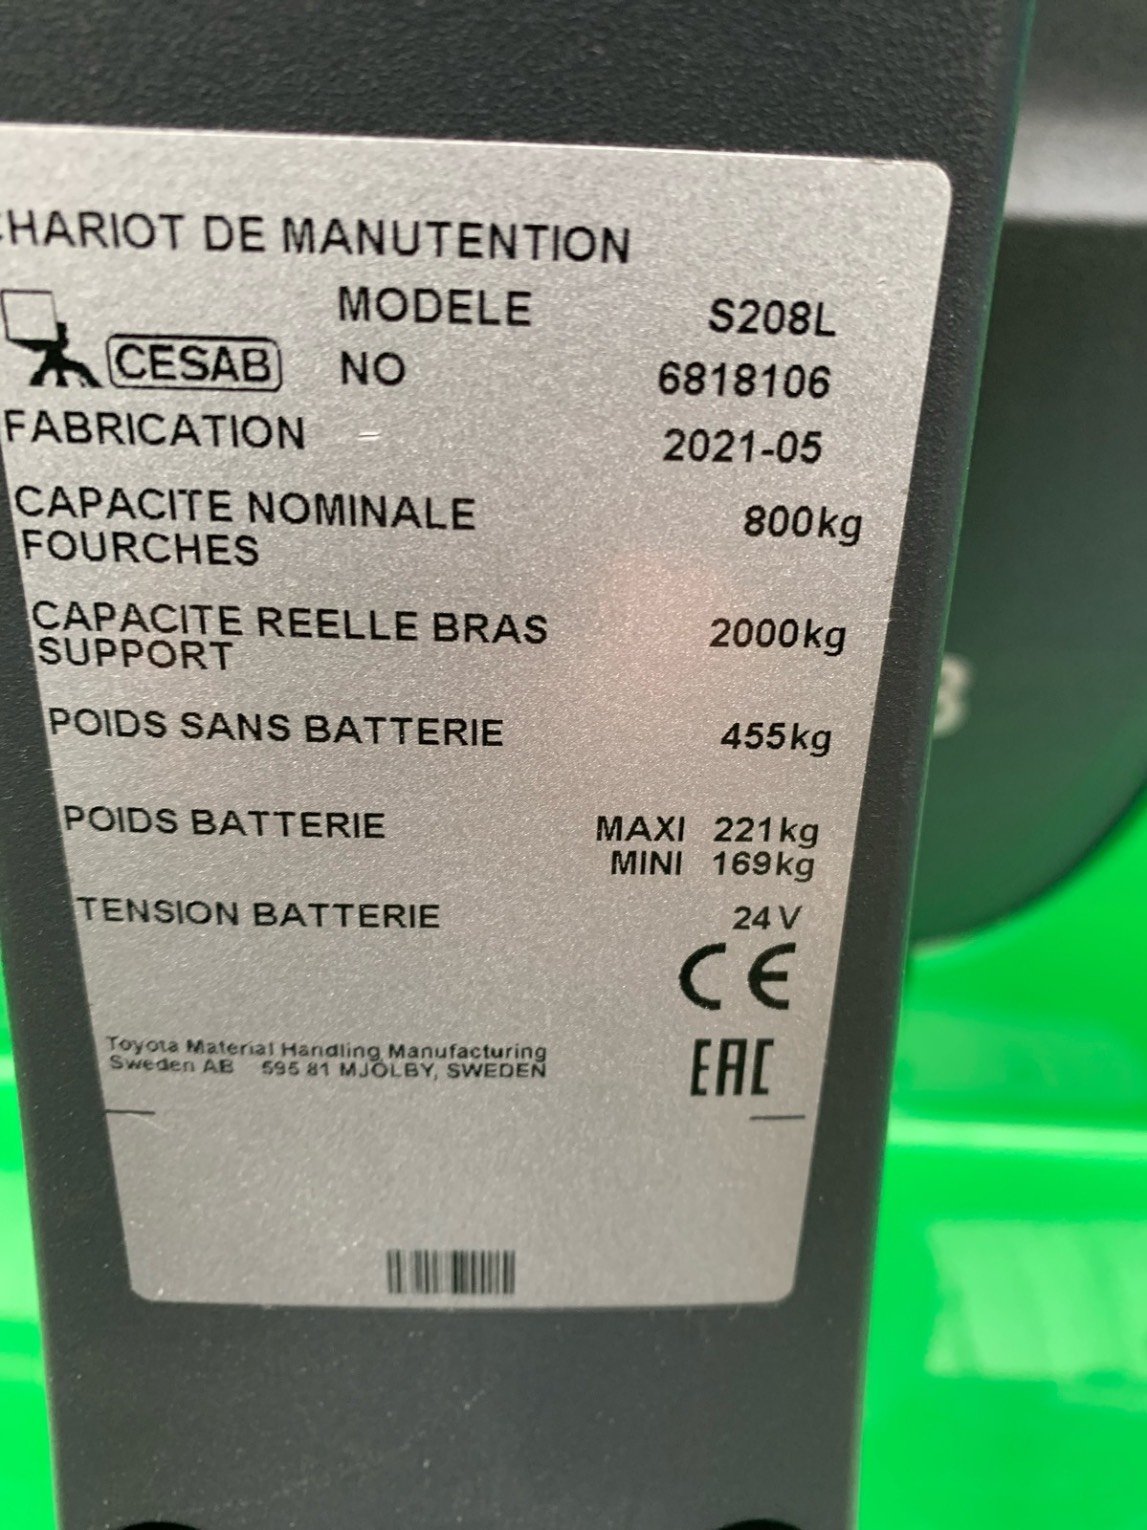 CHARIOT DE MANUTENTION
MODELE S208L
CESAB NO 6818106
FABRICATION 2021-05
CAPACITE NOMINALE 800kg
FOURCHES
CAPACITE REELLE BRAS 2000kg
SUPPORT
POIDS SANS BATTERIE 455kg
POIDS BATTERIE MAXI 221kg
MINI 169kg
TENSION BATTERIE 24 V
CE
Toyota Material Handling Manufacturing
Sweden AB 595 81 MJÖLBY, SWEDEN
EAC